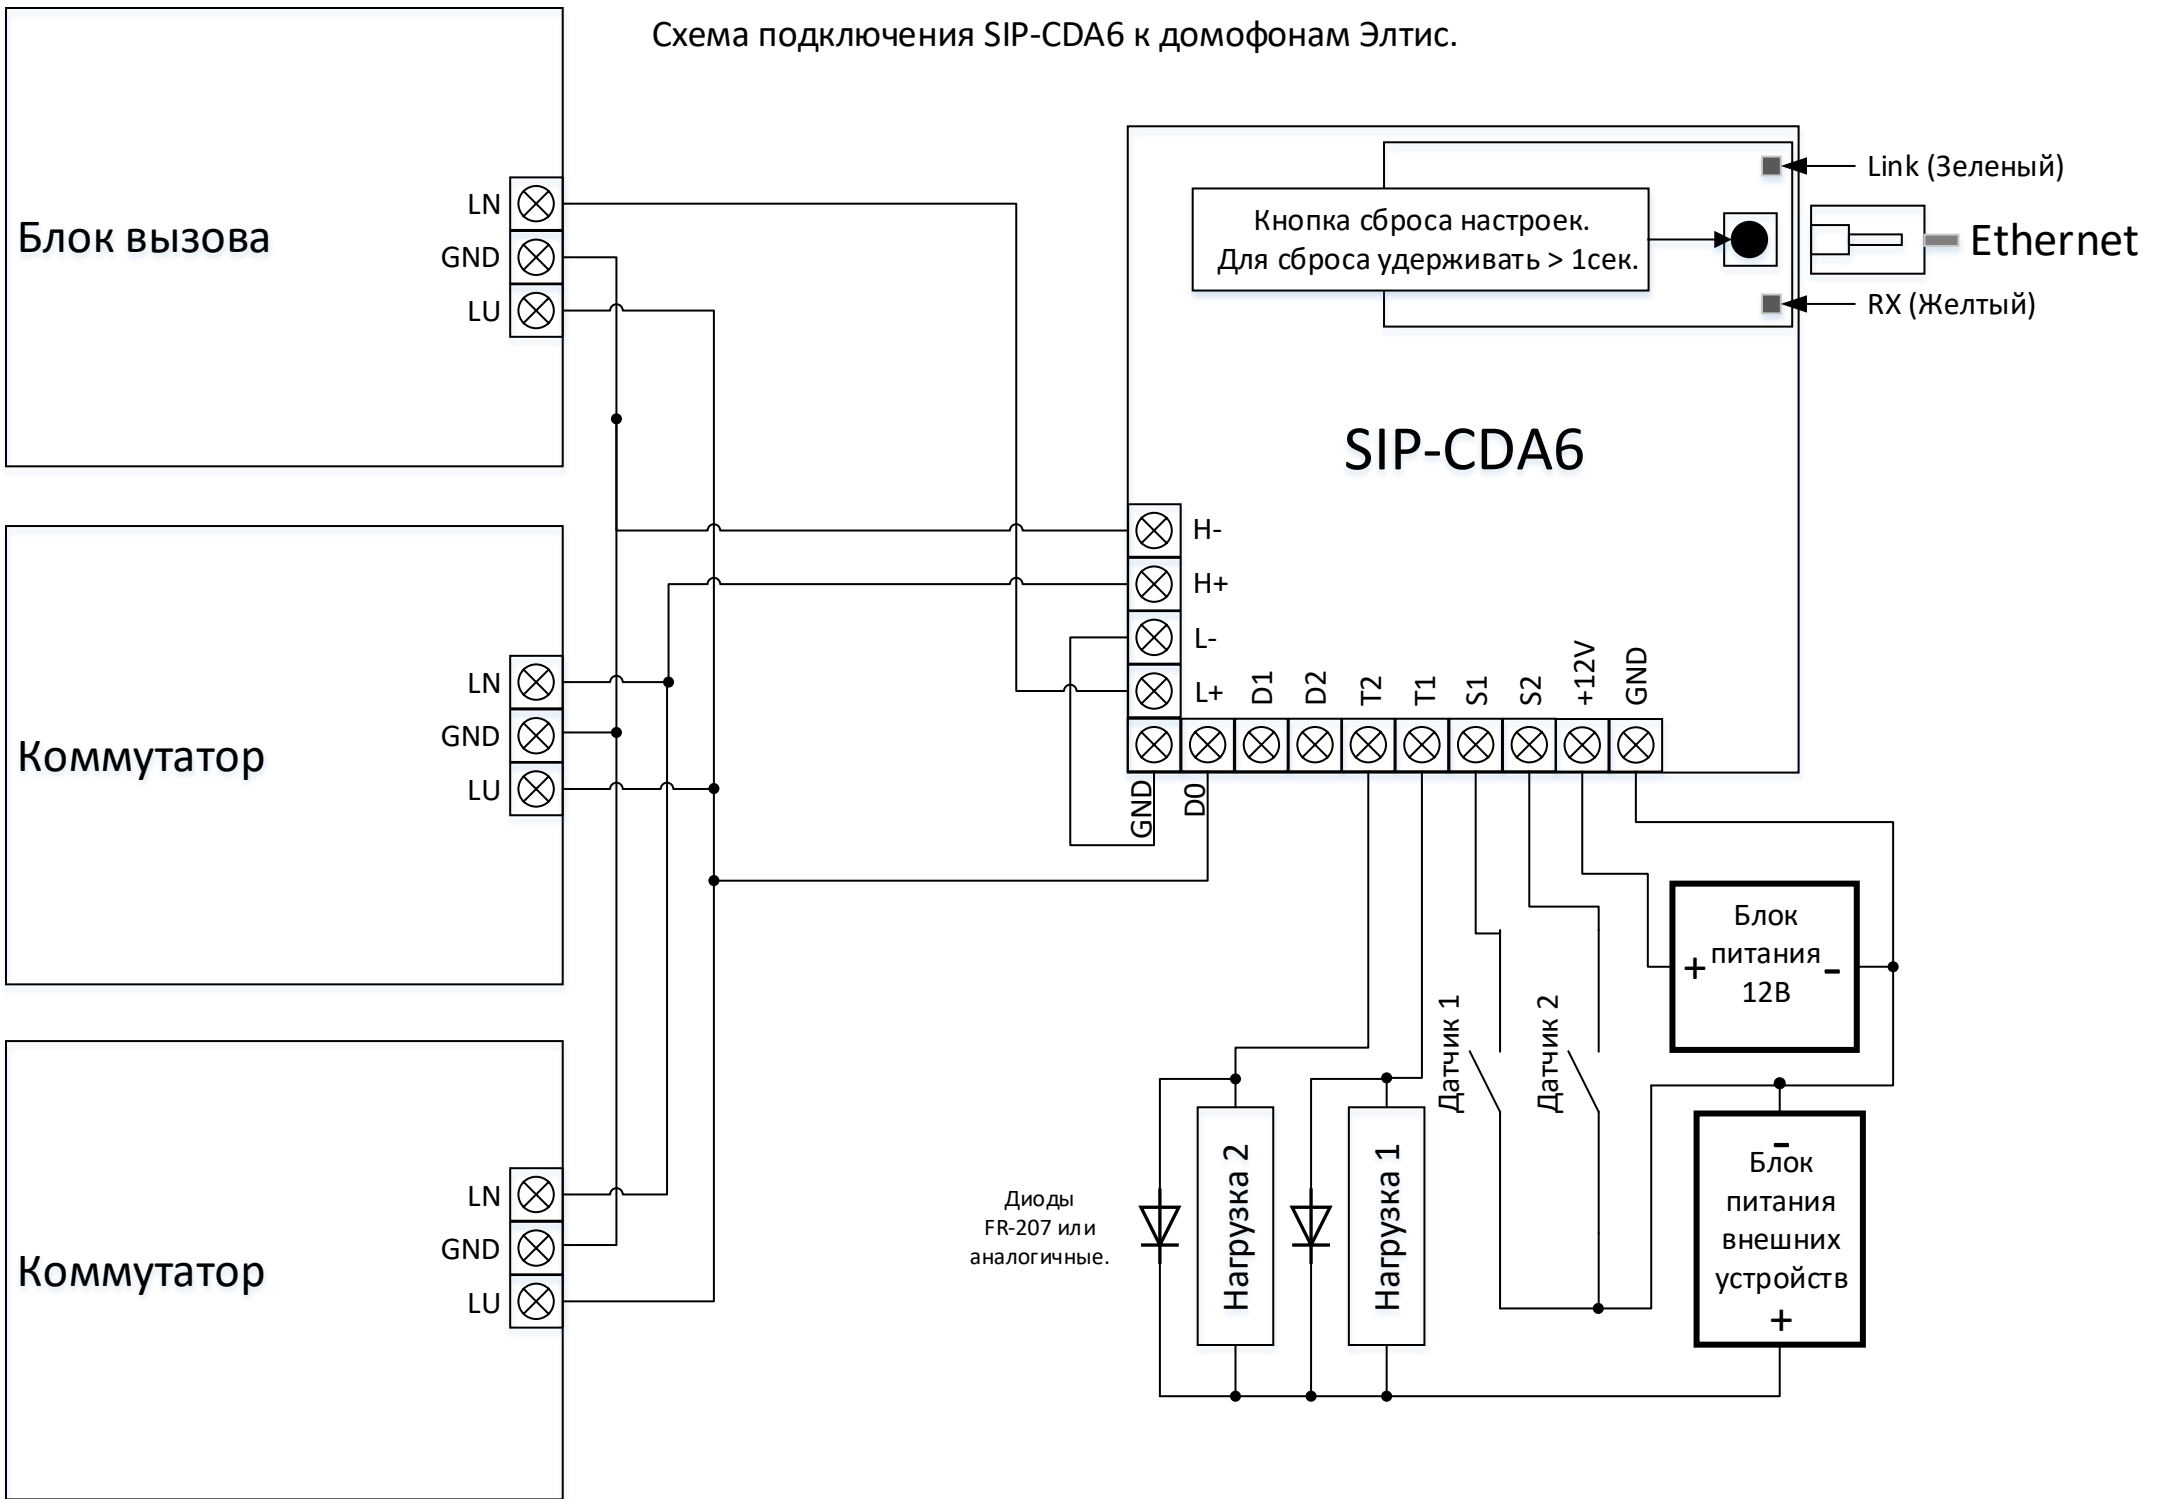 Схема подключения SIP-CDA6 к домофонам Элтис.
Блок вызова
LN
GND
LU
Коммутатор
LN
GND
LU
Коммутатор
LN
GND
LU
Link (Зеленый)
Кнопка сброса настроек.
Для сброса удерживать > 1сек.
Ethernet
RX (Желтый)
SIP-CDA6
H-
H+
L-
L+
D1
D2
T2
T1
S1
S2
+12V
GND
GND
D0
Блок
питания
12В
+
-
Датчик 1
Датчик 2
Диоды
FR-207 или
аналогичные.
Нагрузка 2
Нагрузка 1
-
Блок
питания
внешних
устройств
+